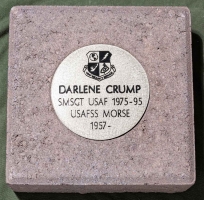 DARLENE CRUMP
SMSGT USAF 1975-95
USAFSS MORSE
1957-